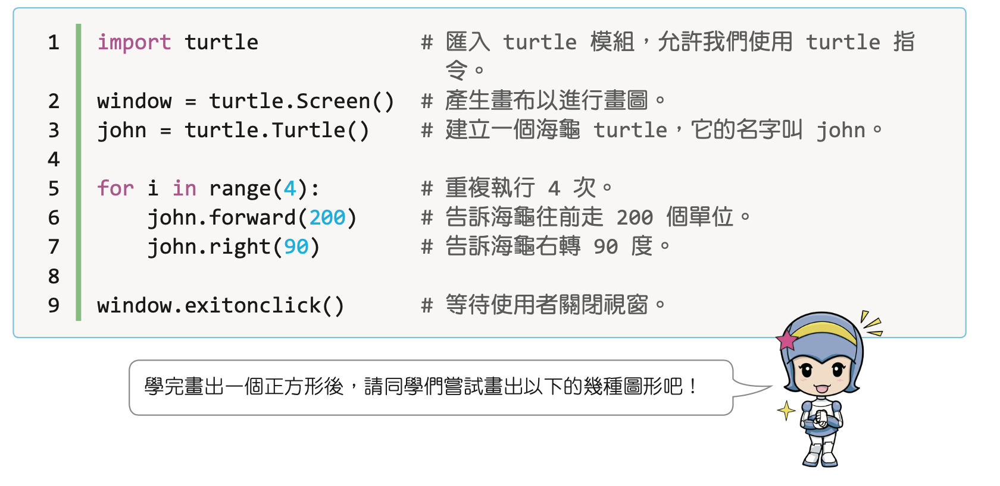 1 import turtle # 匯入 turtle 模組，允許我們使用 turtle 指
令。
2 window = turtle.Screen() # 產生畫布以進行畫圖。
3 john = turtle.Turtle() # 建立一個海龜 turtle，它的名字叫 john。
4
5 for i in range(4): # 重複執行 4 次。
6     john.forward(200) # 告訴海龜往前走 200 個單位。
7     john.right(90) # 告訴海龜右轉 90 度。
8
9 window.exitonclick() # 等待使用者關閉視窗。
學完畫出一個正方形後，請同學們嘗試畫出以下的幾種圖形吧！